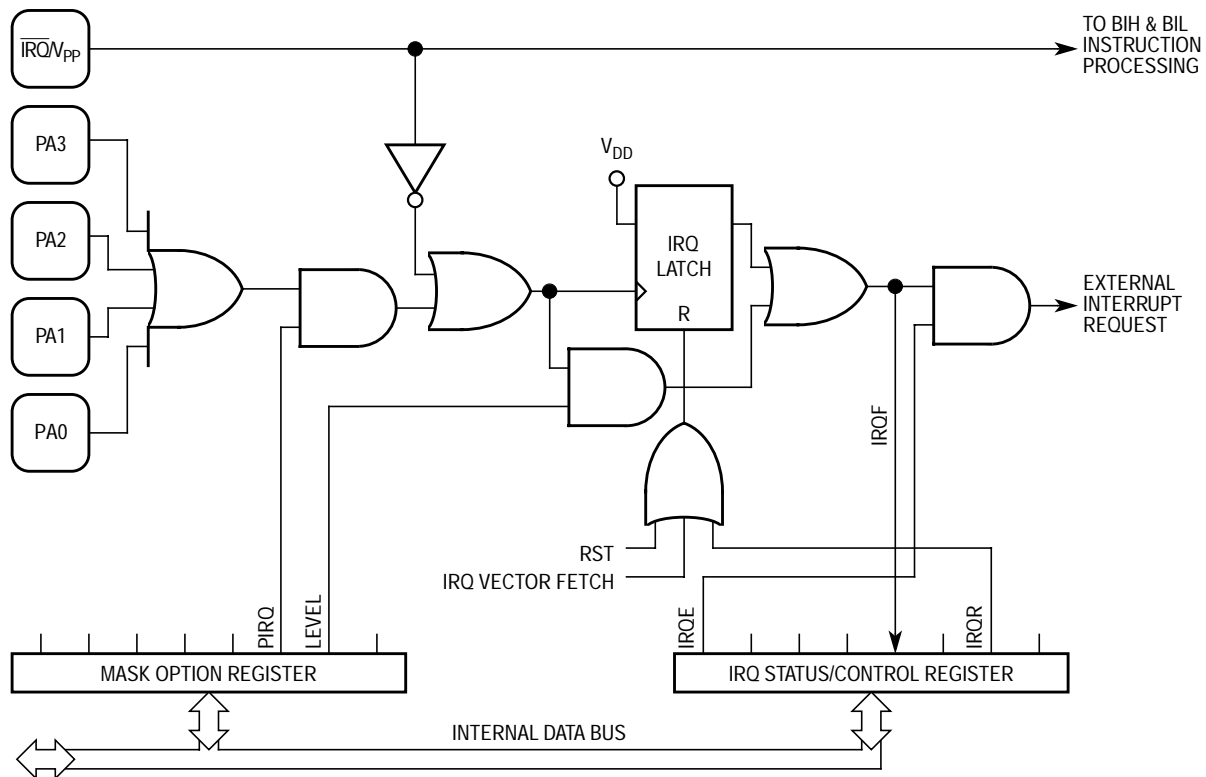 IRQ/VPP
TO BIH & BIL
INSTRUCTION
PROCESSING
PA3
PA2
PA1
PA0
VDD
IRQ
LATCH
R
EXTERNAL
INTERRUPT
REQUEST
IRQF
RST
IRQ VECTOR FETCH
PIRQ
LEVEL
IRQE
IRQR
MASK OPTION REGISTER
IRQ STATUS/CONTROL REGISTER
INTERNAL DATA BUS